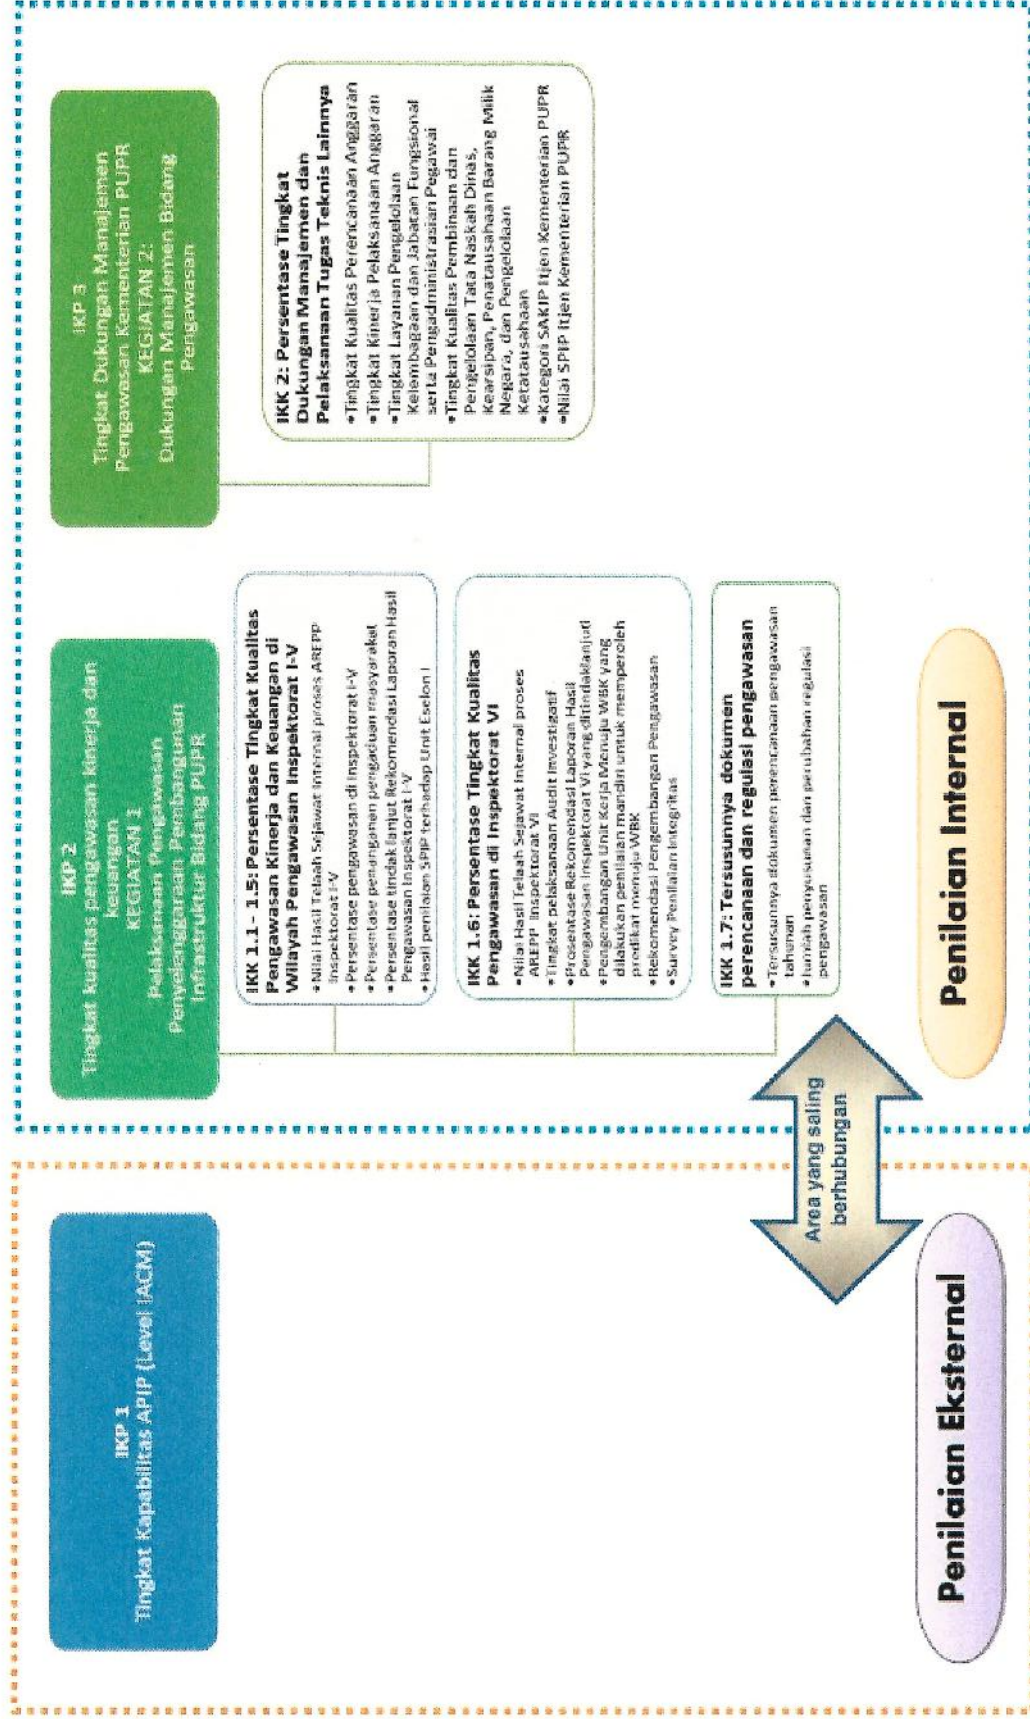 IKP 1
Tingkat Kapabilitas APIP (Level IACM)
Penilaian Eksternal
Area yang saling
berhubungan
IKP 2
Tingkat kualitas pengawasan kinerja dan
keuangan
KEGIATAN 1
Pelaksanaan Pengawasan
Penyelenggaraan Pembangunan
Infrastruktur Bidang PUPR
IKK 1.1 - 1.5: Persentase Tingkat Kualitas
Pengawasan Kinerja dan Keuangan di
Wilayah Pengawasan Inspektorat I-V
•Nilai Hasil Telaah Sejawat Internal proses AREPP
Inspektorat I-V
•Persentase pengawasan di Inspektorat I-V
•Persentase penanganan pengaduan masyarakat
•Persentase tindak lanjut Rekomendasi Laporan Hasil
Pengawasan Inspektorat I-V
•Hasil penilaian SPIP terhadap Unit Eselon I
IKK 1.6: Persentase Tingkat Kualitas
Pengawasan di Inspektorat VI
•Nilai Hasil Telaah Sejawat Internal proses
AREPP Inspektorat VI
•Tingkat pelaksanaan Audit Investigatif
•Prosentase Rekomendasi Laporan Hasil
Pengawasan Inspektorat VI yang ditindaklanjuti
•Pengembangan Unit Kerja Menuju WBK yang
dilakukan penilaian mandiri untuk memperoleh
predikat menuju WBK
•Rekomendasi Pengembangan Pengawasan
•Survey Penilaian Integritas
IKK 1.7: Tersusunnya dokumen
perencanaan dan regulasi pengawasan
•Tersusunnya dokumen perencanaan pengawasan
tahunan
•Jumlah penyusunan dan perubahan regulasi
pengawasan
IKP 3
Tingkat Dukungan Manajemen
Pengawasan Kementerian PUPR
KEGIATAN 2:
Dukungan Manajemen Bidang
Pengawasan
IKK 2: Persentase Tingkat
Dukungan Manajemen dan
Pelaksanaan Tugas Teknis Lainnya
•Tingkat Kualitas Perencanaan Anggaran
•Tingkat Kinerja Pelaksanaan Anggaran
•Tingkat Layanan Pengelolaan
Kelembagaan dan Jabatan Fungsional
serta Pengadministrasian Pegawai
•Tingkat Kualitas Pembinaan dan
Pengelolaan Tata Naskah Dinas,
Kearsipan, Penatausahaan Barang Milik
Negara, dan Pengelolaan
Ketatausahaan
•Kategori SAKIP Itjen Kementerian PUPR
•Nilai SPIP Itjen Kementerian PUPR
Penilaian Internal